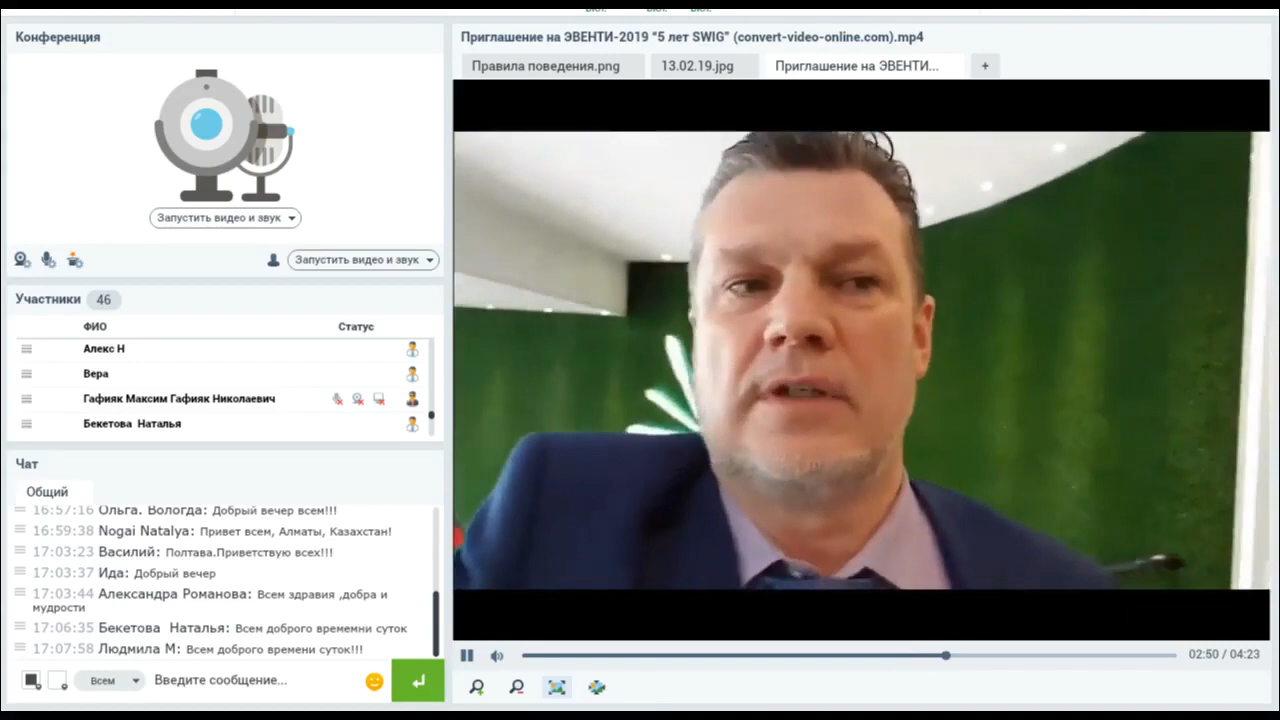 Конференция
Запустить видео и звук
Запустить видео и звук
Участники 46
ФИО Статус
Алекс Н
Вера
Гафияк Максим Гафияк Николаевич
Бекетова Наталья
Чат
Общий
16:57:16 Ольга. Вологда: Добрый вечер всем!!!
16:59:38 Nogai Natalya: Привет всем, Алматы, Казахстан!
17:03:23 Василий: Полтава.Приветствую всех!!!
17:03:37 Ида: Добрый вечер
17:03:44 Александра Романова: Всем здравия ,добра и
мудрости
17:06:35 Бекетова Наталья: Всем доброго времемни суток
17:07:58 Людмила М: Всем доброго времени суток!!!
Всем Введите сообщение...
Приглашение на ЭВЕНТИ-2019 "5 лет SWIG" (convert-video-online.com).mp4
Правила поведения.png 13.02.19.jpg Приглашение на ЭВЕНТИ... +
02:50 / 04:23